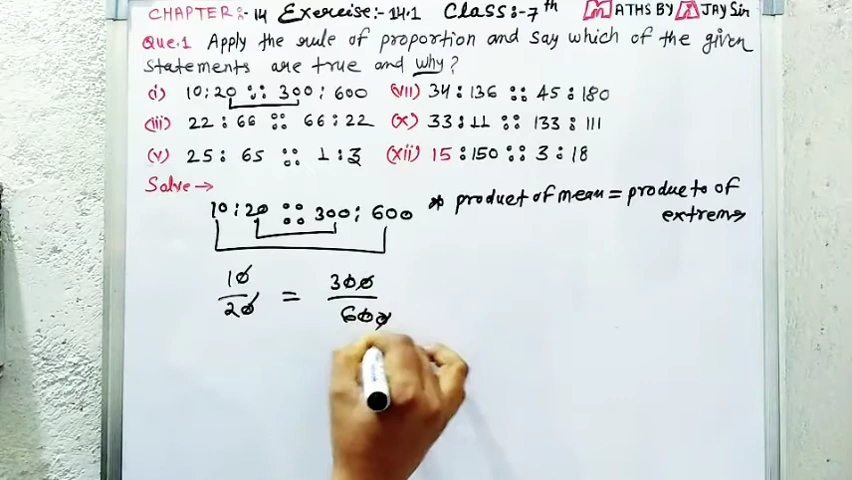 CHAPTER:-14 Exercise:-14.1 Class:-7th MATHS BY AJAY Sir
Que.1 Apply the rule of proportion and say which of the given
statements are true and why?
(i) 10:20 :: 300:600 (vii) 34:136 :: 45:180
(iii) 22:66 :: 66:22 (x) 33:11 :: 133:111
(v) 25:65 :: 1:3 (xii) 15:150 :: 3:18
Solve→
10:20 :: 300:600 * product of mean = producto of
extrem→
10/20 = 300/600